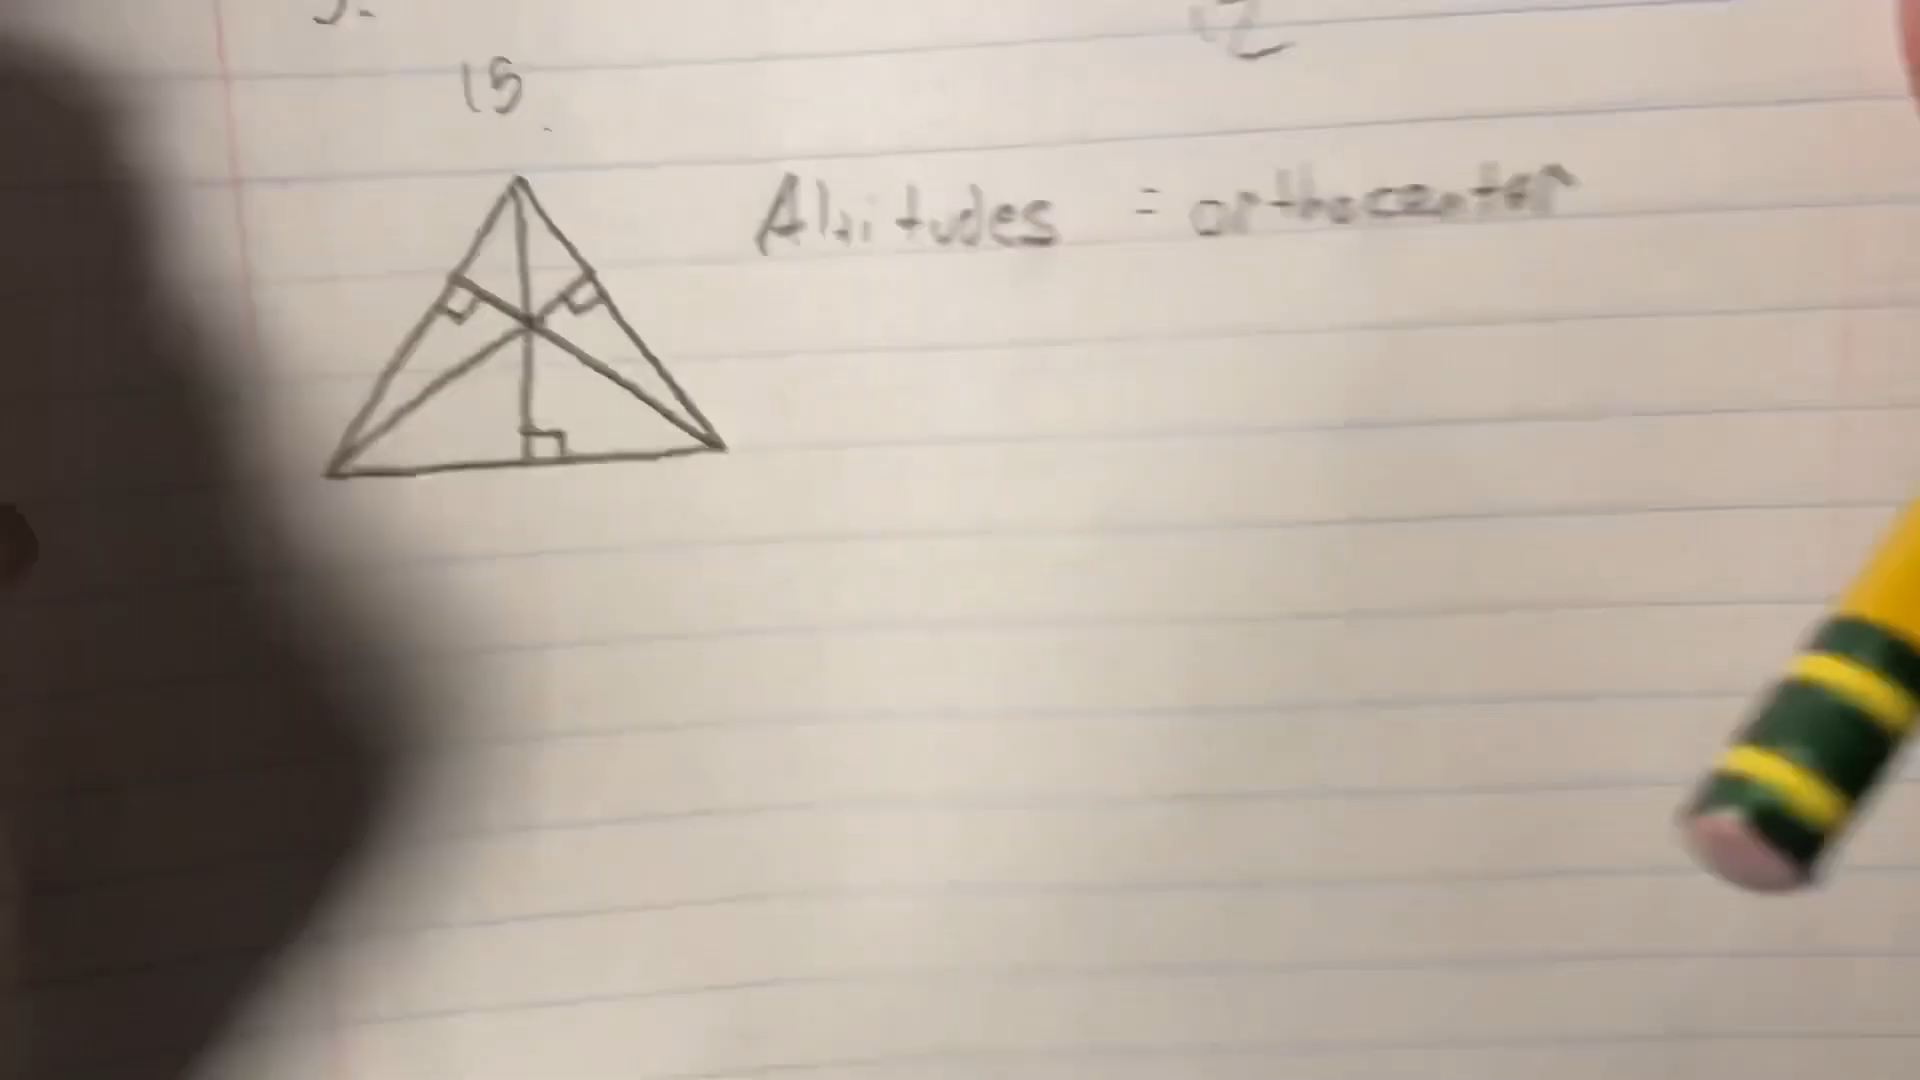 15.
Altitudes = orthocenter